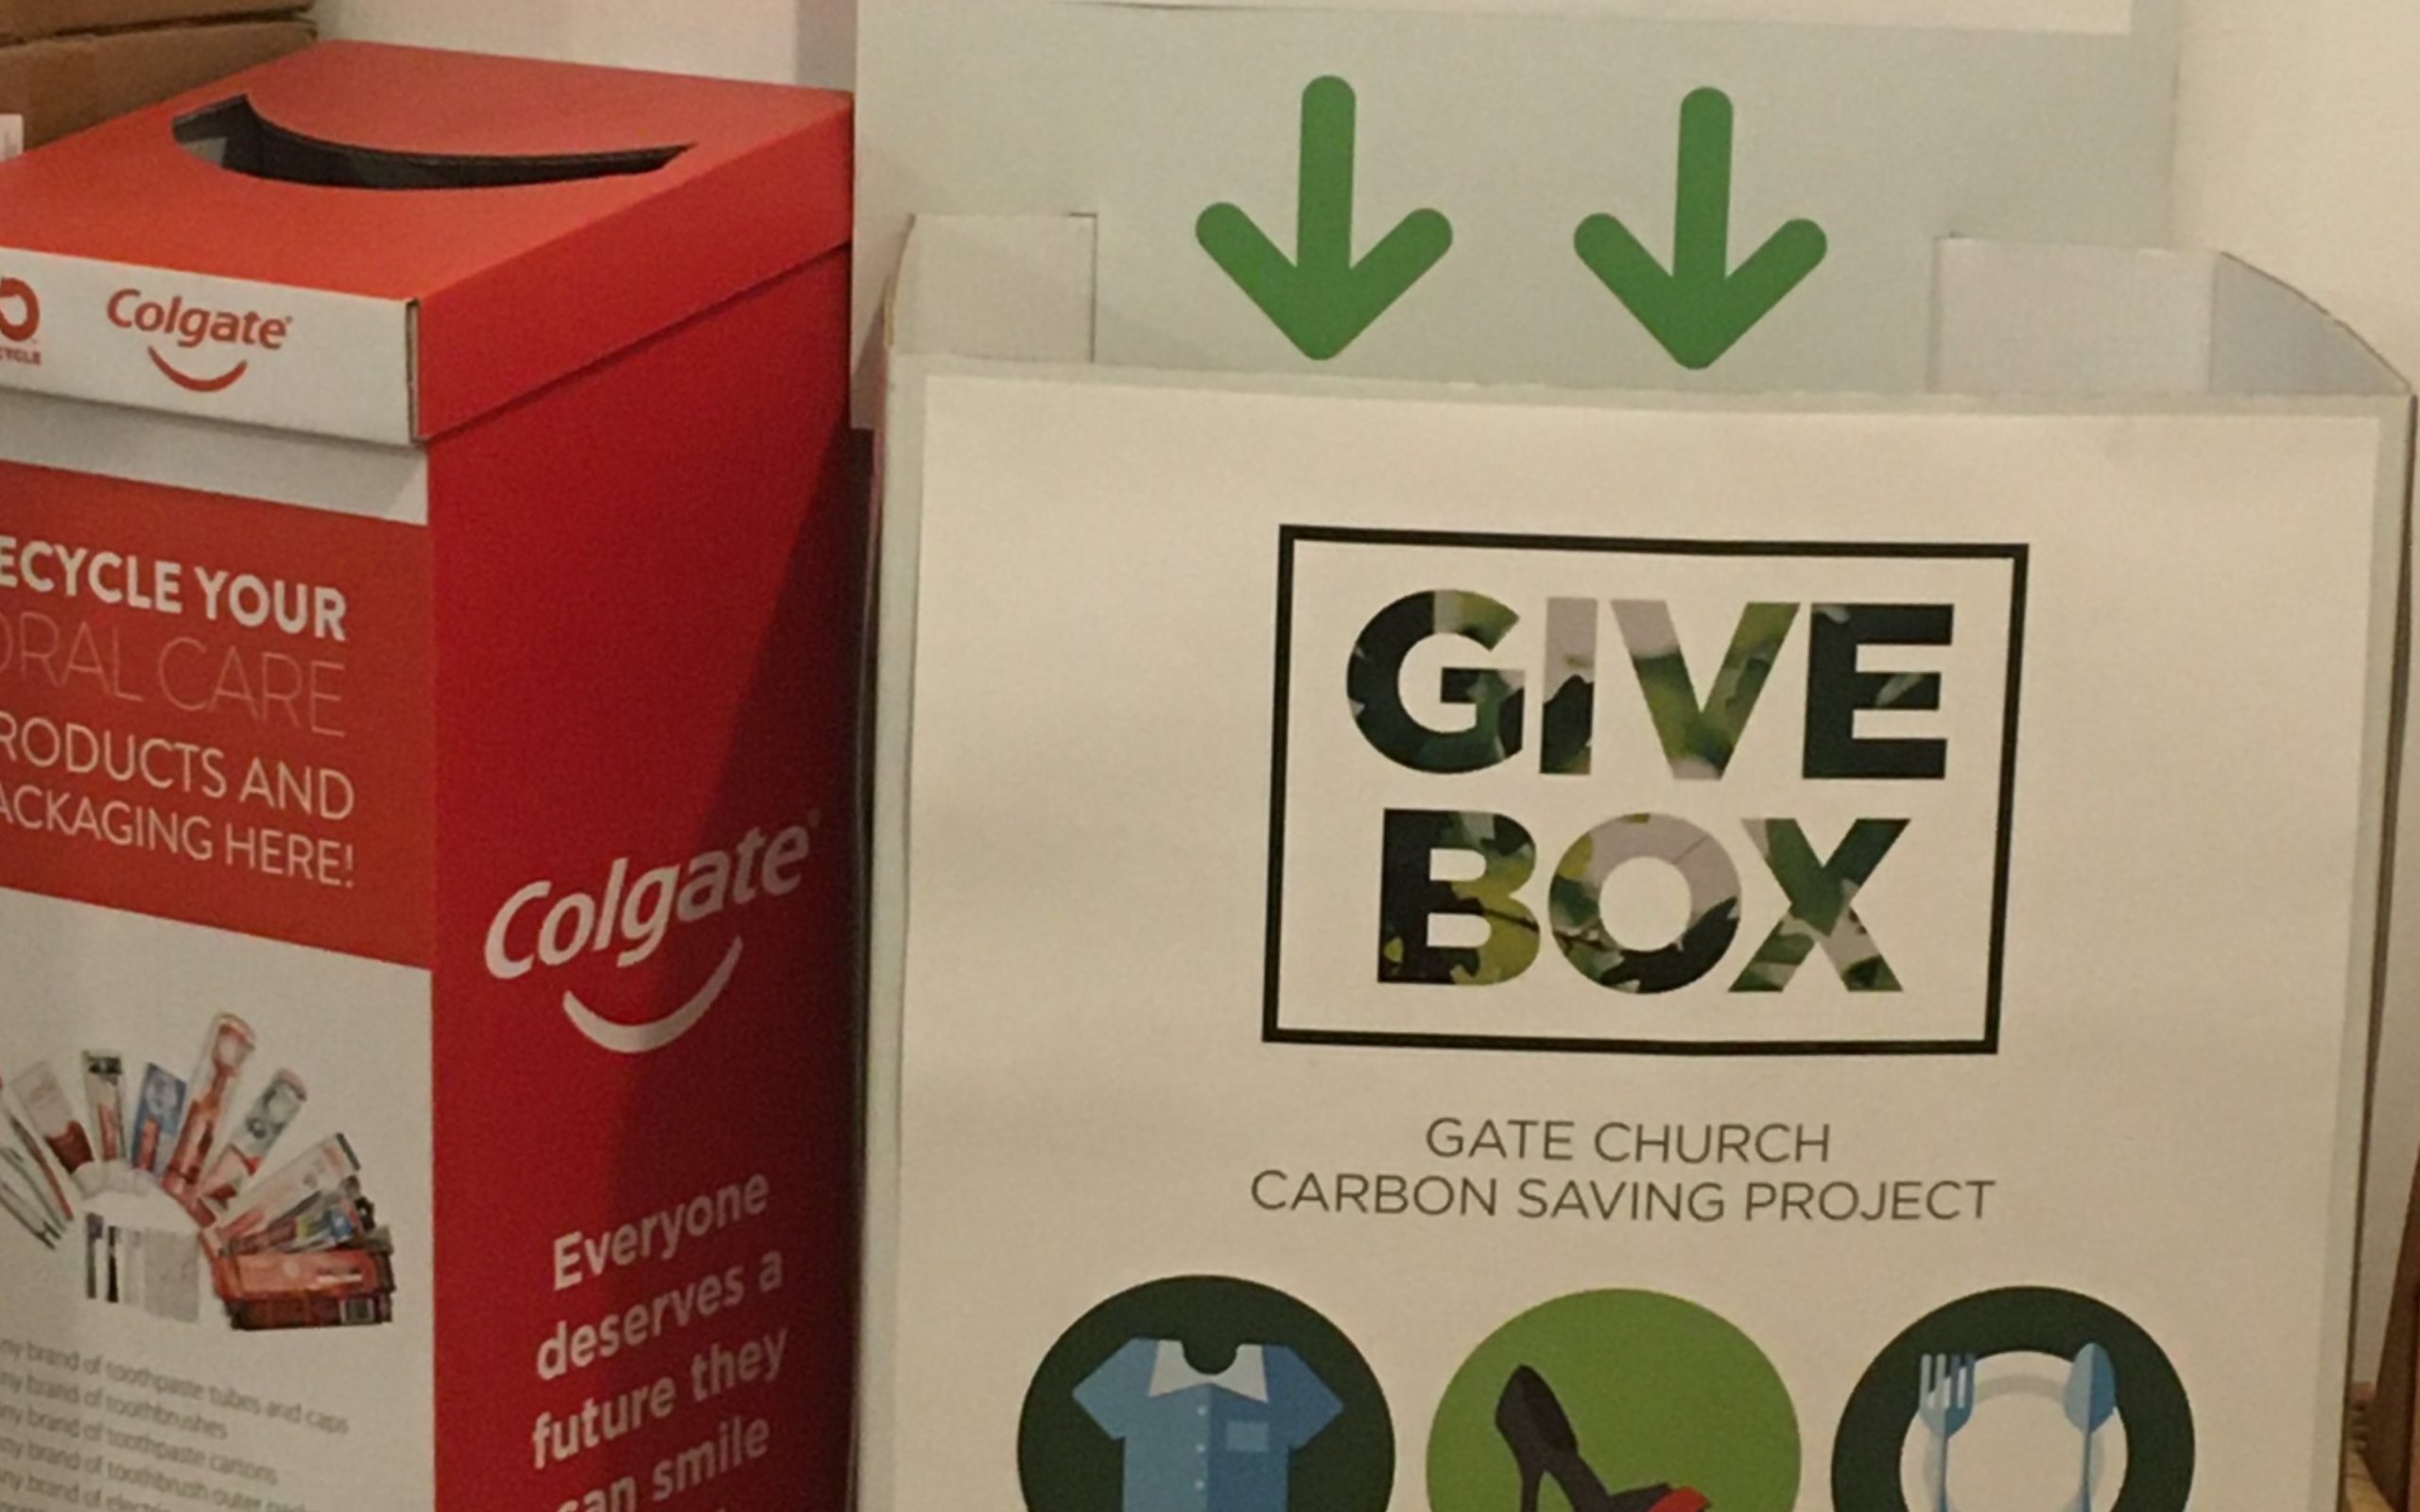 CYCLE
Colgate
ECYCLE YOUR
ORAL CARE
RODUCTS AND
ACKAGING HERE!
ny brand of toothpaste tubes and caps
ny brand of toothbrushes
ny brand of toothpaste cartons
ny brand of toothbrush outer
ny brand of
Colgate
Everyone
deserves a
future they
can smile
GIVE
BOX
GATE CHURCH
CARBON SAVING PROJECT